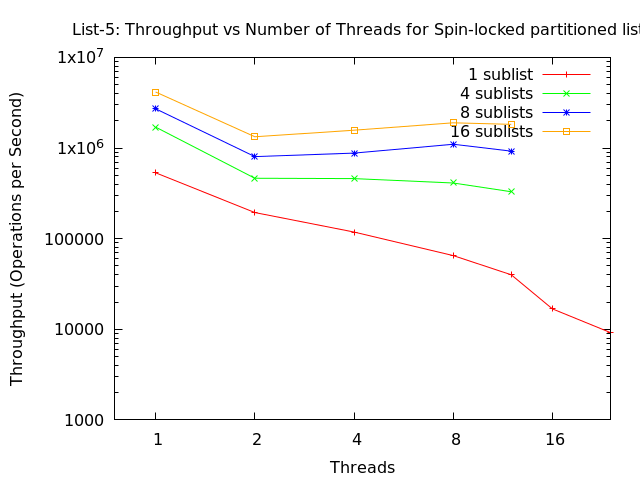 List-5: Throughput vs Number of Threads for Spin-locked partitioned list
1x10^7
1x10^6
100000
10000
1000
Throughput (Operations per Second)
1 sublist
4 sublists
8 sublists
16 sublists
1 2 4 8 16
Threads